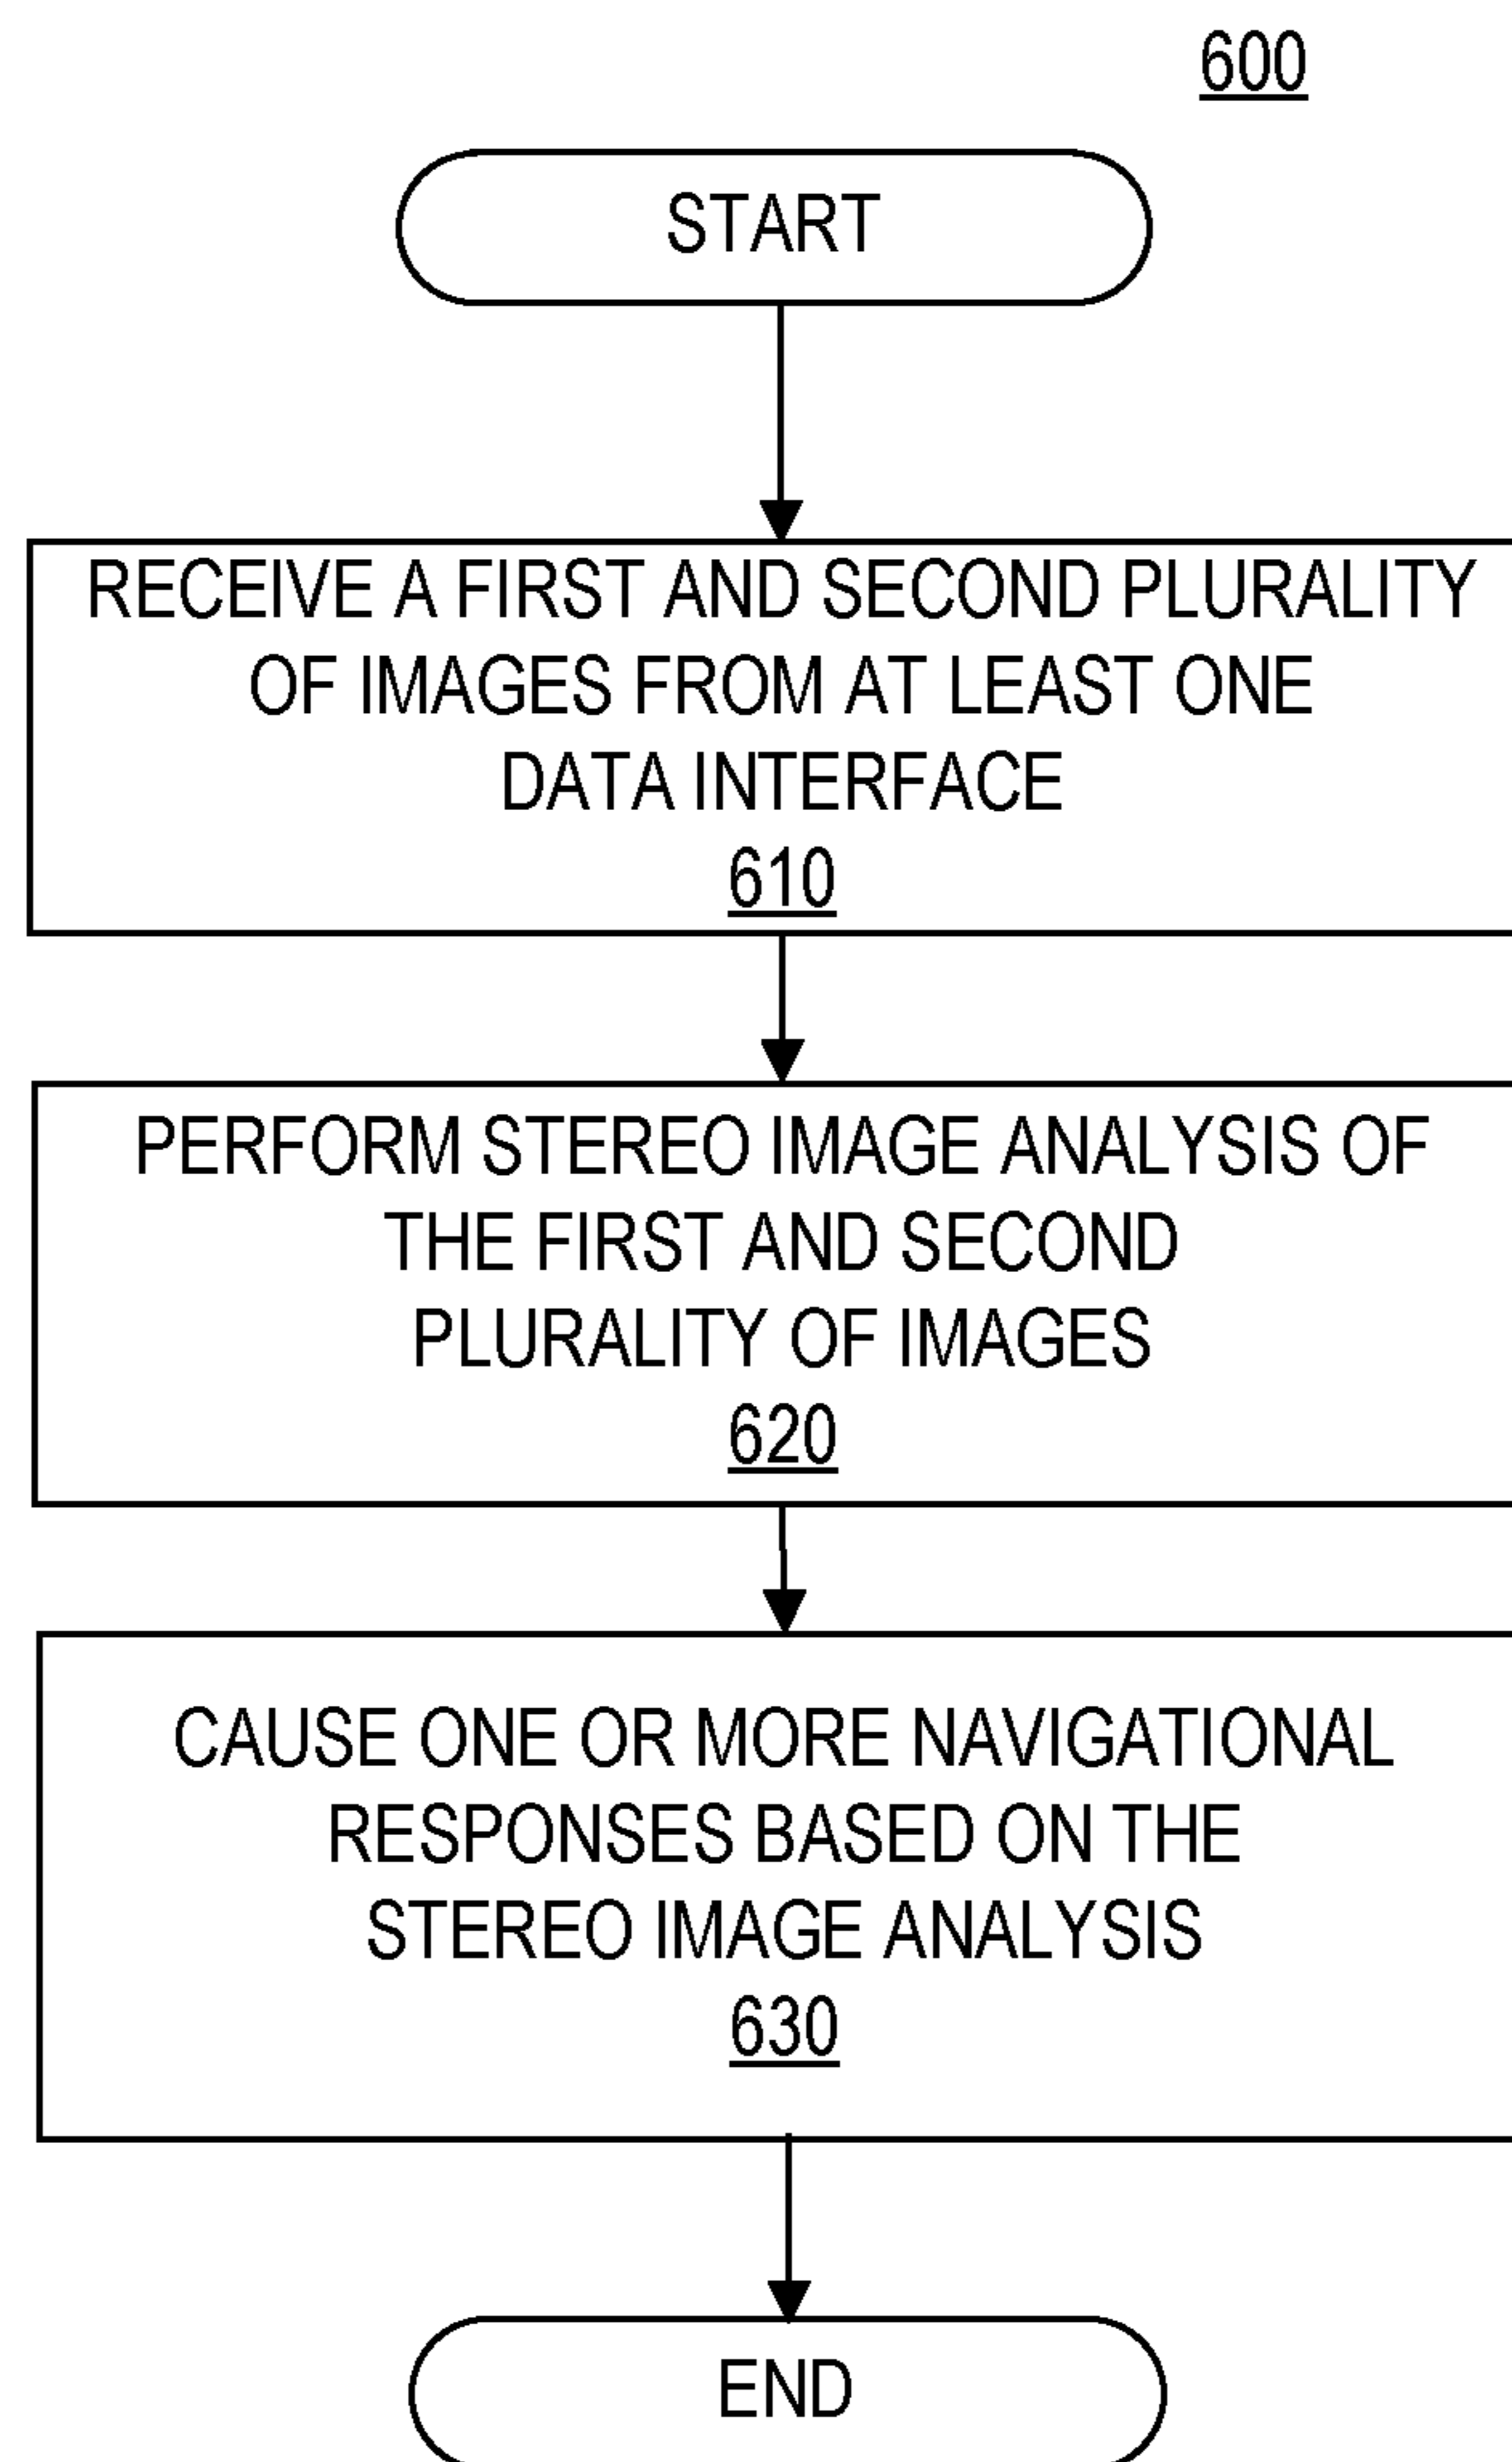 600
START
RECEIVE A FIRST AND SECOND PLURALITY
OF IMAGES FROM AT LEAST ONE
DATA INTERFACE
610
PERFORM STEREO IMAGE ANALYSIS OF
THE FIRST AND SECOND
PLURALITY OF IMAGES
620
CAUSE ONE OR MORE NAVIGATIONAL
RESPONSES BASED ON THE
STEREO IMAGE ANALYSIS
630
END